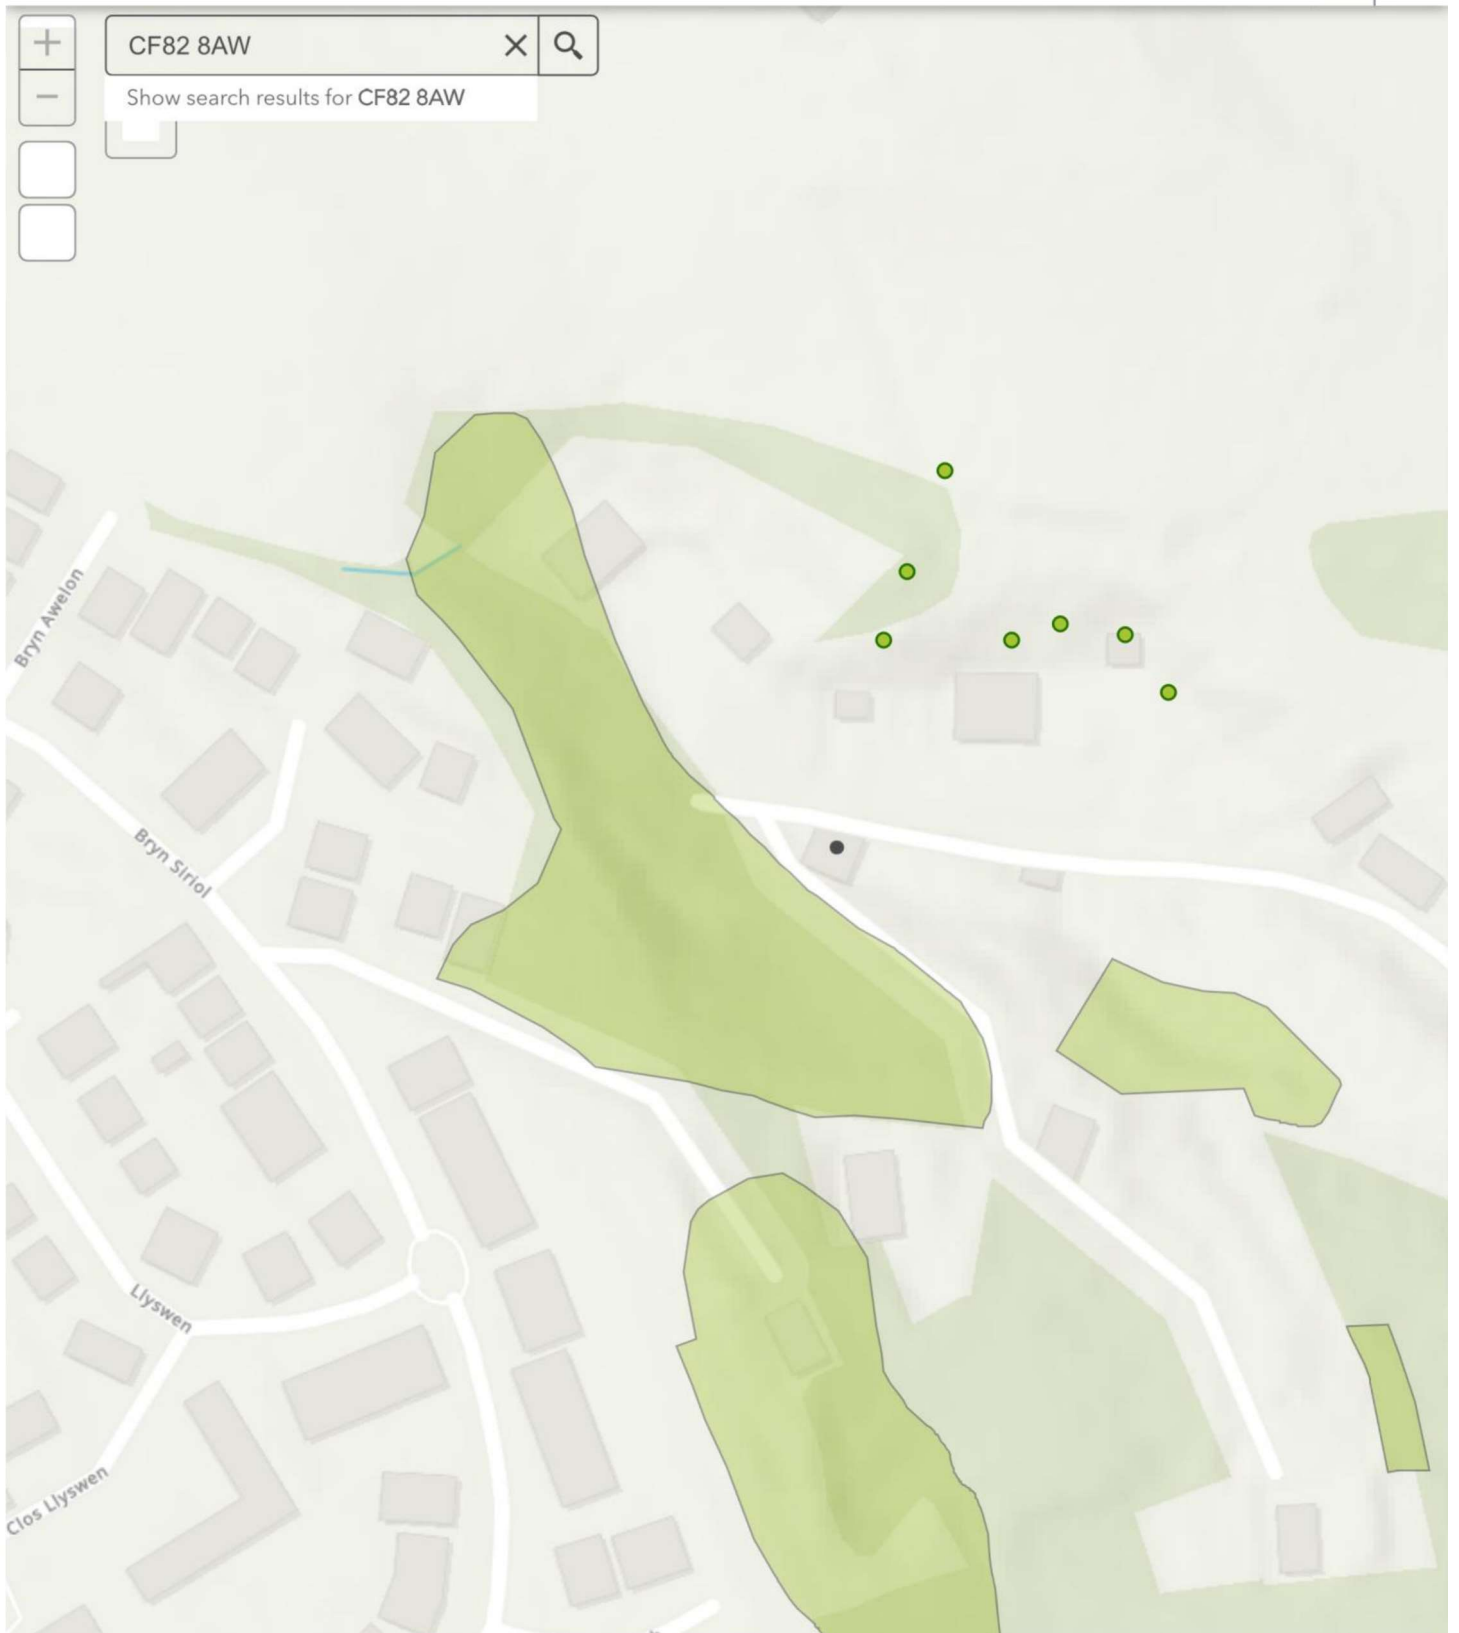 CF82 8AW
Show search results for CF82 8AW
Bryn Awelon
Bryn Siriol
Llyswen
Clos Llyswen